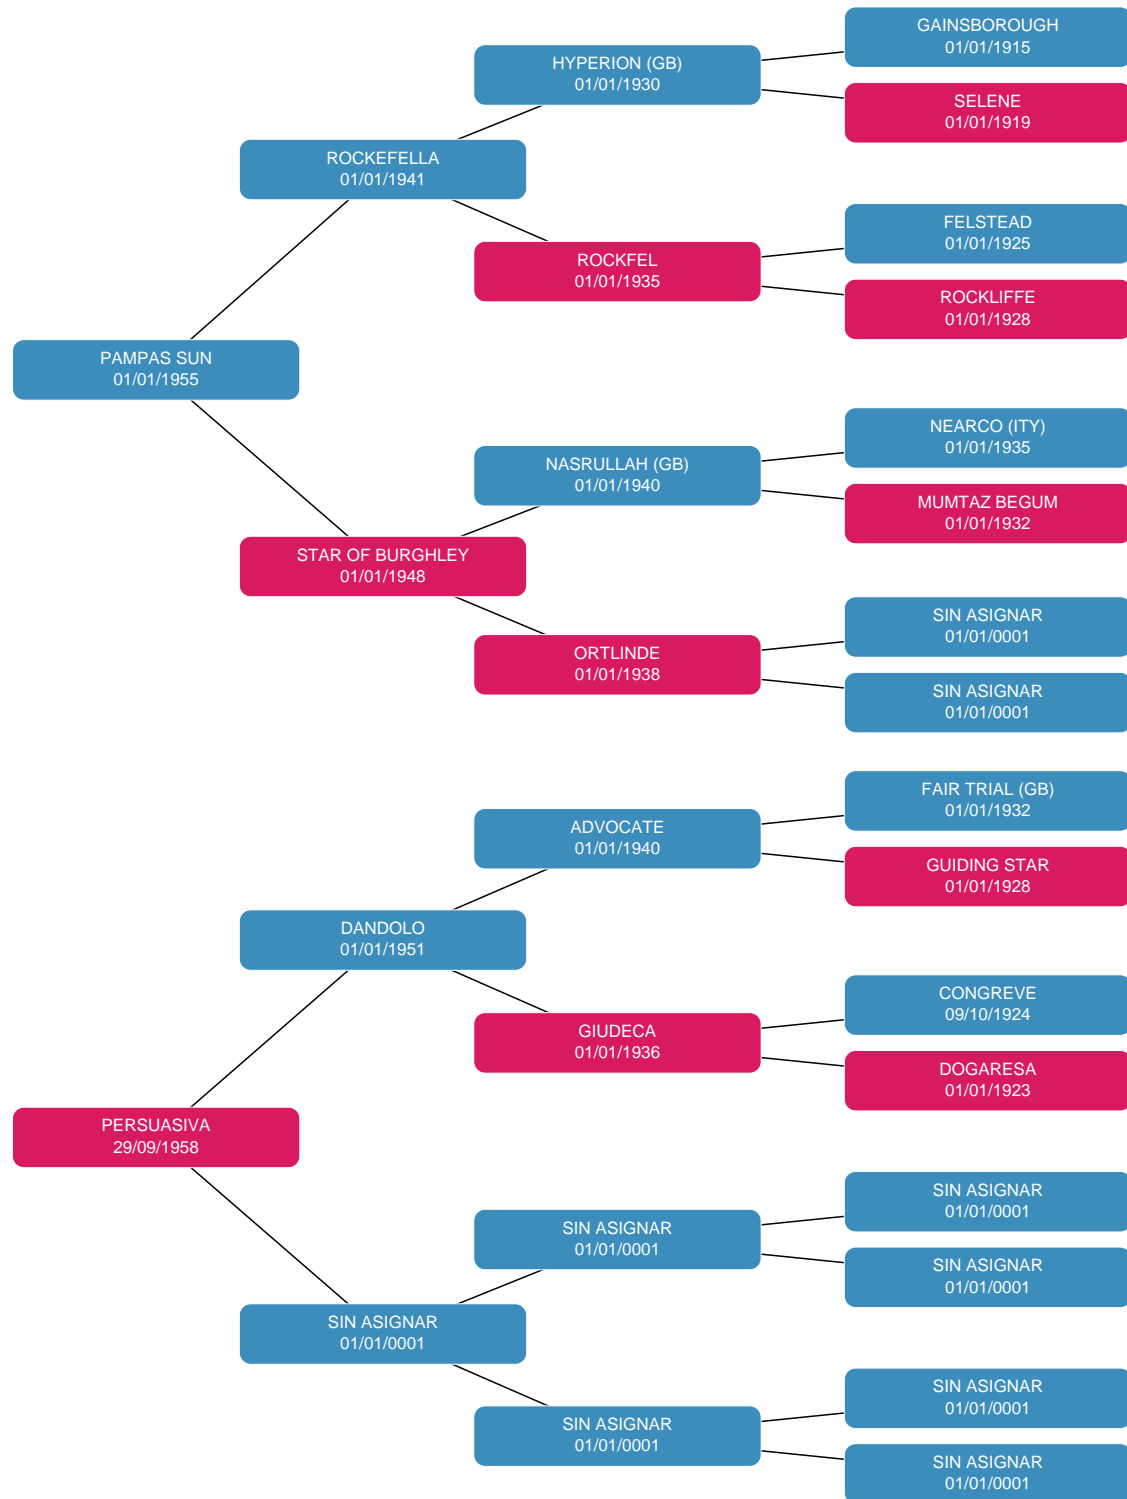 GAINSBOROUGH
01/01/1915
HYPERION (GB)
01/01/1930
SELENE
01/01/1919
ROCKEFELLA
01/01/1941
FELSTEAD
01/01/1925
ROCKFEL
01/01/1935
ROCKLIFFE
01/01/1928
PAMPAS SUN
01/01/1955
NEARCO (ITY)
01/01/1935
NASRULLAH (GB)
01/01/1940
MUMTAZ BEGUM
01/01/1932
STAR OF BURGHLEY
01/01/1948
SIN ASIGNAR
01/01/0001
ORTLINDE
01/01/1938
SIN ASIGNAR
01/01/0001
FAIR TRIAL (GB)
01/01/1932
ADVOCATE
01/01/1940
GUIDING STAR
01/01/1928
DANDOLO
01/01/1951
CONGREVE
09/10/1924
GIUDECA
01/01/1936
DOGARESA
01/01/1923
PERSUASIVA
29/09/1958
SIN ASIGNAR
01/01/0001
SIN ASIGNAR
01/01/0001
SIN ASIGNAR
01/01/0001
SIN ASIGNAR
01/01/0001
SIN ASIGNAR
01/01/0001
SIN ASIGNAR
01/01/0001
SIN ASIGNAR
01/01/0001